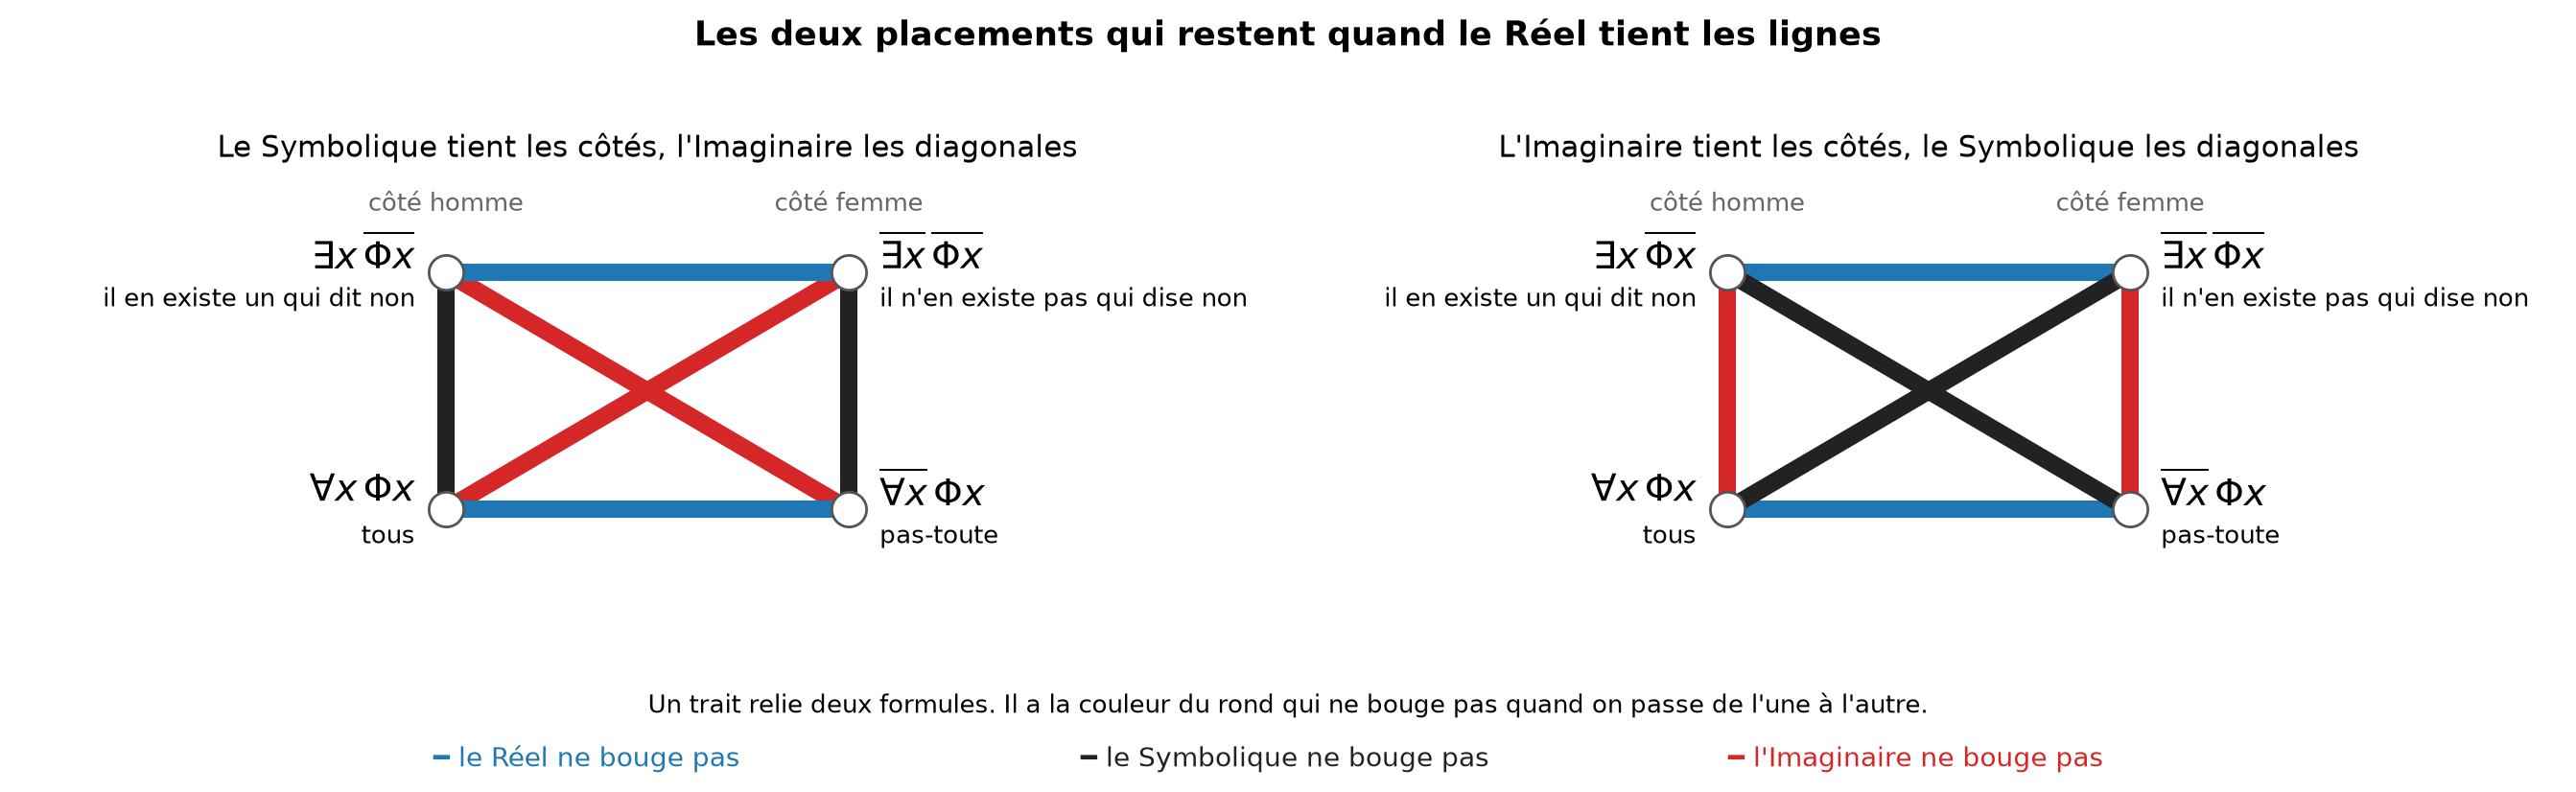 Les deux placements qui restent quand le Réel tient les lignes
Le Symbolique tient les côtés, l'Imaginaire les diagonales
côté homme
côté femme
∃x Φ̅x̅
il en existe un qui dit non
∃̅x̅ Φ̅x̅
il n'en existe pas qui dise non
∀x Φx
tous
∀̅x̅ Φx
pas-toute
L'Imaginaire tient les côtés, le Symbolique les diagonales
côté homme
côté femme
∃x Φ̅x̅
il en existe un qui dit non
∃̅x̅ Φ̅x̅
il n'en existe pas qui dise non
∀x Φx
tous
∀̅x̅ Φx
pas-toute
Un trait relie deux formules. Il a la couleur du rond qui ne bouge pas quand on passe de l'une à l'autre.
le Réel ne bouge pas
le Symbolique ne bouge pas
l'Imaginaire ne bouge pas